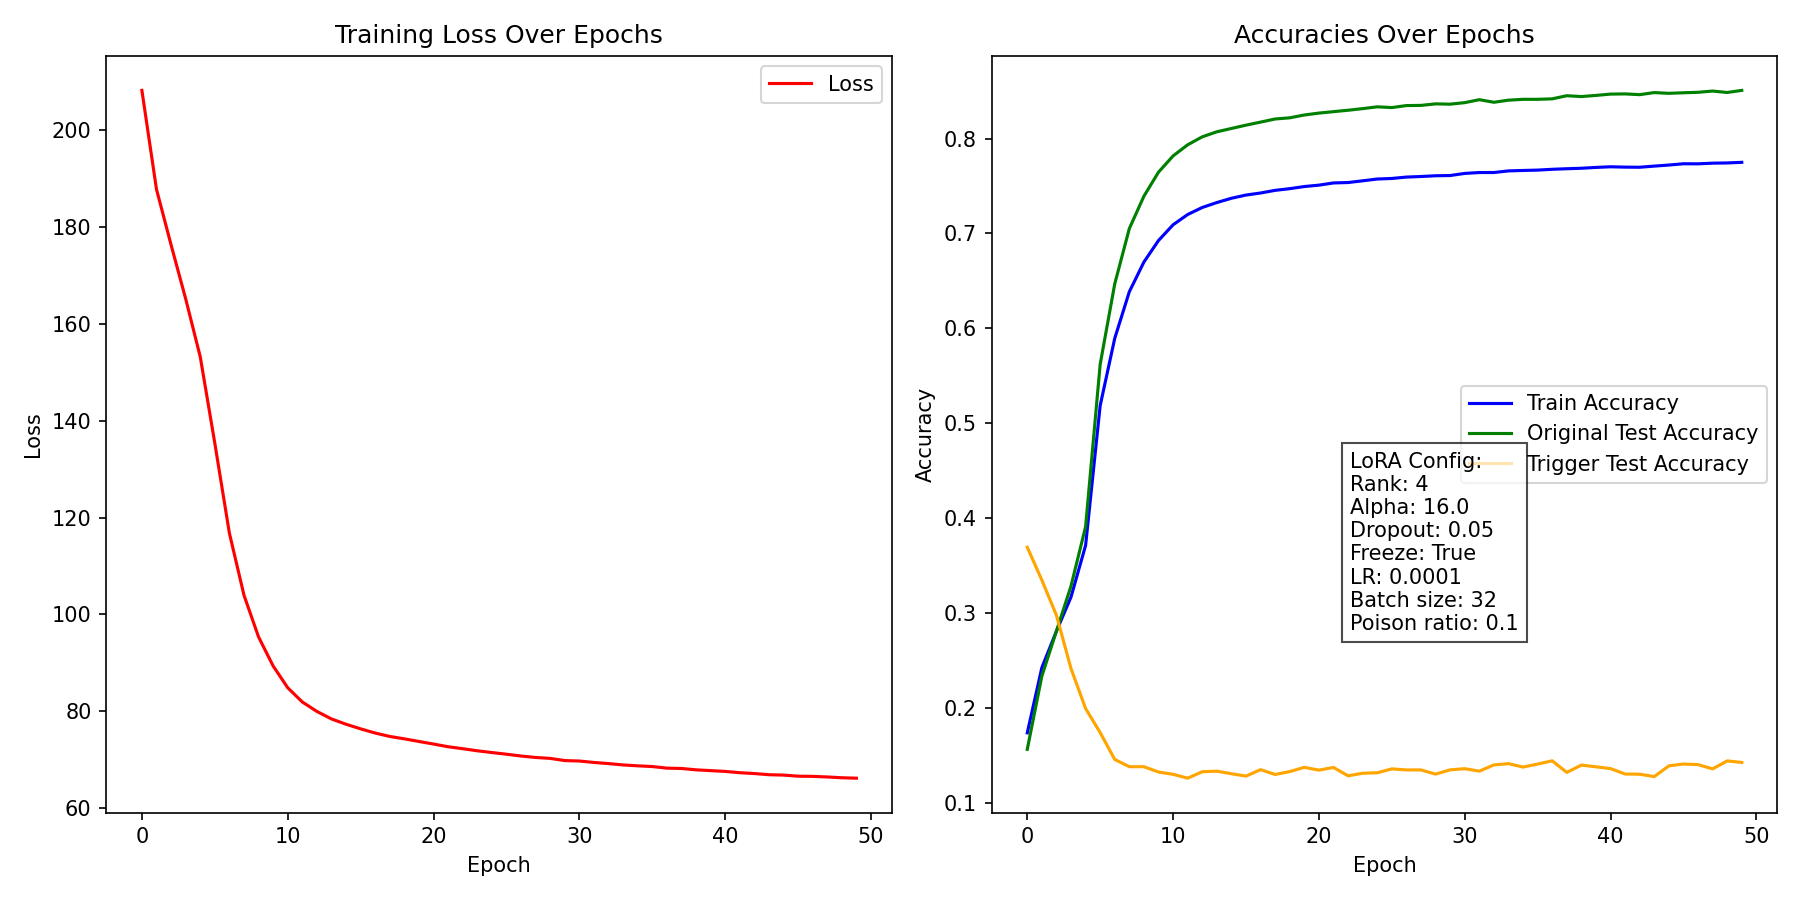 Training Loss Over Epochs
Loss
200
180
160
140
120
100
80
60
Loss
0
10
20
30
40
50
Epoch
Accuracies Over Epochs
0.8
0.7
0.6
0.5
0.4
0.3
0.2
0.1
Accuracy
Train Accuracy
Original Test Accuracy
Trigger Test Accuracy
LoRA Config:
Rank: 4
Alpha: 16.0
Dropout: 0.05
Freeze: True
LR: 0.0001
Batch size: 32
Poison ratio: 0.1
0
10
20
30
40
50
Epoch